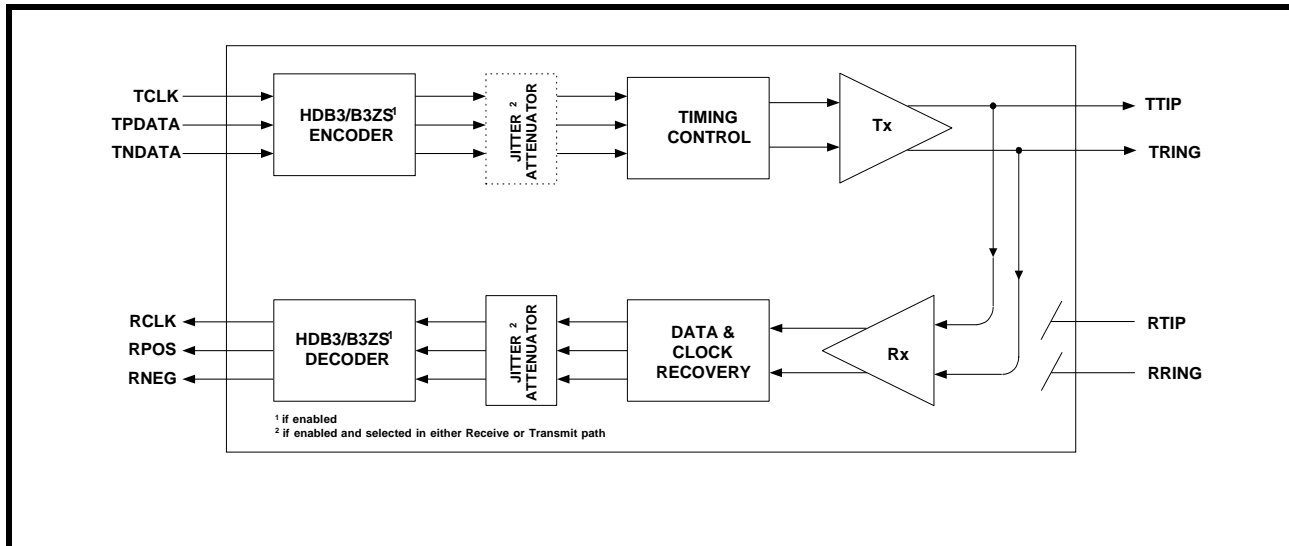 TCLK
TPDATA
TNDATA
HDB3/B3ZS1
ENCODER
JITTER 2
ATTENUATOR
TIMING
CONTROL
Tx
TTIP
TRING
RCLK
RPOS
RNEG
HDB3/B3ZS1
DECODER
JITTER 2
ATTENUATOR
DATA &
CLOCK
RECOVERY
Rx
RTIP
RRING
1 if enabled
2 if enabled and selected in either Receive or Transmit path